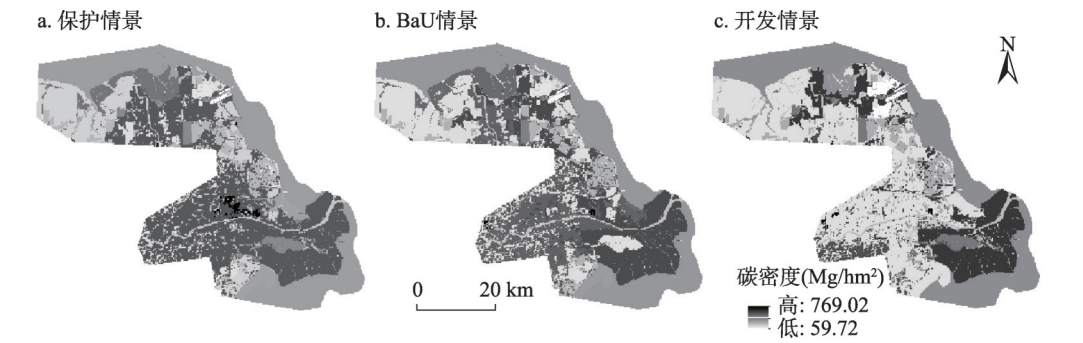 a. 保护情景
b. BaU情景
c. 开发情景
N
0 20 km
碳密度(Mg/hm²)
高: 769.02
低: 59.72